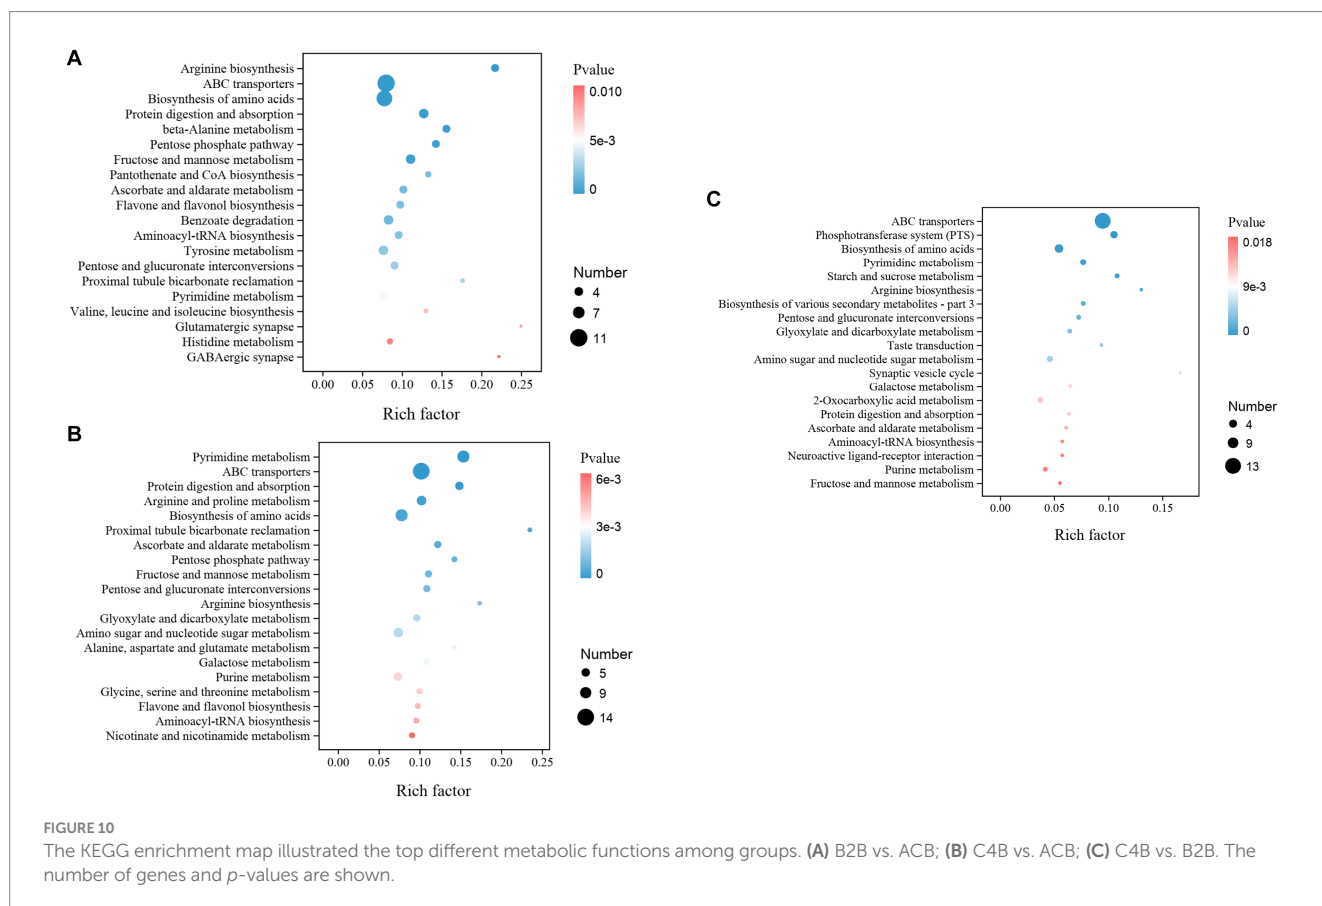 A
Arginine biosynthesis
ABC transporters
Biosynthesis of amino acids
Protein digestion and absorption
beta-Alanine metabolism
Pentose phosphate pathway
Fructose and mannose metabolism
Pantothenate and CoA biosynthesis
Ascorbate and aldarate metabolism
Flavone and flavonol biosynthesis
Benzoate degradation
Aminoacyl-tRNA biosynthesis
Tyrosine metabolism
Pentose and glucuronate interconversions
Proximal tubule bicarbonate reclamation
Pyrimidine metabolism
Valine, leucine and isoleucine biosynthesis
Glutamatergic synapse
Histidine metabolism
GABAergic synapse
0.00 0.05 0.10 0.15 0.20 0.25
Rich factor
Pvalue
0.010
5e-3
0
Number
4
7
11
B
Pyrimidine metabolism
ABC transporters
Protein digestion and absorption
Arginine and proline metabolism
Biosynthesis of amino acids
Proximal tubule bicarbonate reclamation
Ascorbate and aldarate metabolism
Pentose phosphate pathway
Fructose and mannose metabolism
Pentose and glucuronate interconversions
Arginine biosynthesis
Glyoxylate and dicarboxylate metabolism
Amino sugar and nucleotide sugar metabolism
Alanine, aspartate and glutamate metabolism
Galactose metabolism
Purine metabolism
Glycine, serine and threonine metabolism
Flavone and flavonol biosynthesis
Aminoacyl-tRNA biosynthesis
Nicotinate and nicotinamide metabolism
0.00 0.05 0.10 0.15 0.20 0.25
Rich factor
Pvalue
6e-3
3e-3
0
Number
5
9
14
C
ABC transporters
Phosphotransferase system (PTS)
Biosynthesis of amino acids
Pyrimidine metabolism
Starch and sucrose metabolism
Arginine biosynthesis
Biosynthesis of various secondary metabolites - part 3
Pentose and glucuronate interconversions
Glyoxylate and dicarboxylate metabolism
Taste transduction
Amino sugar and nucleotide sugar metabolism
Synaptic vesicle cycle
Galactose metabolism
2-Oxocarboxylic acid metabolism
Protein digestion and absorption
Ascorbate and aldarate metabolism
Aminoacyl-tRNA biosynthesis
Neuroactive ligand-receptor interaction
Purine metabolism
Fructose and mannose metabolism
0.00 0.05 0.10 0.15
Rich factor
Pvalue
0.018
9e-3
0
Number
4
9
13
FIGURE 10
The KEGG enrichment map illustrated the top different metabolic functions among groups. (A) B2B vs. ACB; (B) C4B vs. ACB; (C) C4B vs. B2B. The
number of genes and p-values are shown.